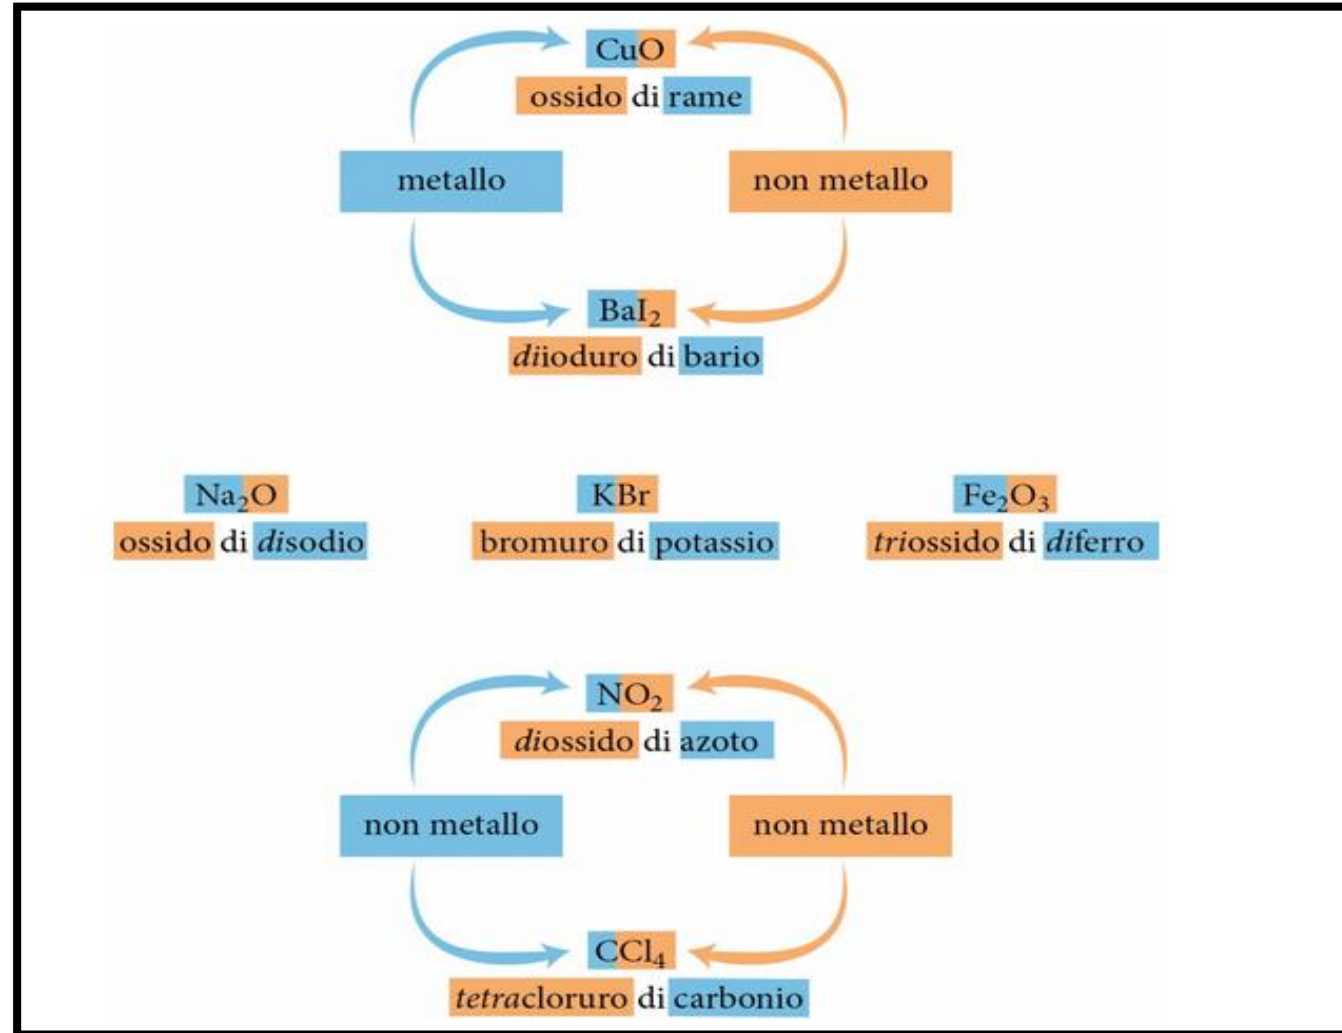 CuO
ossido di rame
metallo
non metallo
BaI₂
diioduro di bario
Na₂O
KBr
Fe₂O₃
ossido di disodio
bromuro di potassio
triossido di diferro
NO₂
diossido di azoto
non metallo
non metallo
CCl₄
tetracloruro di carbonio